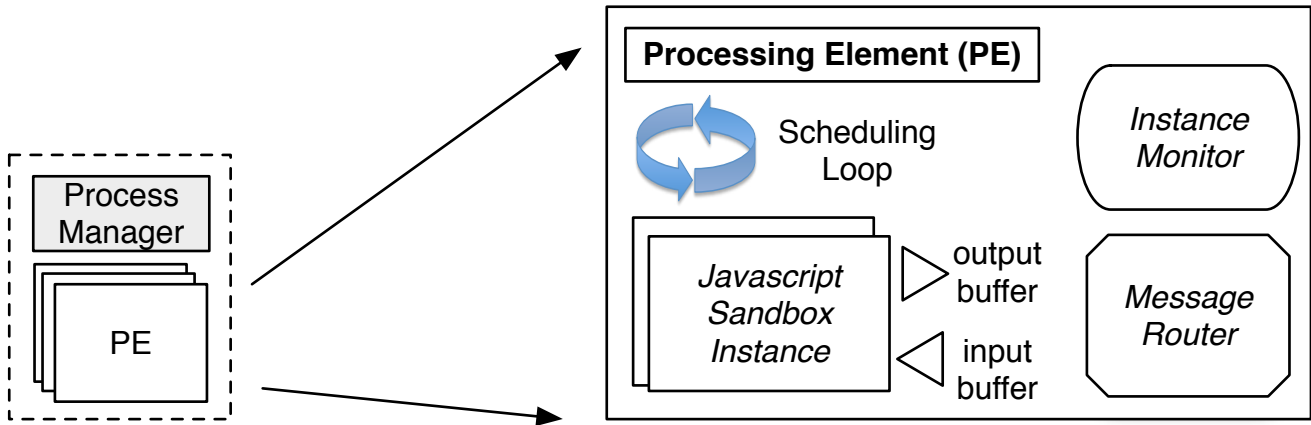 Process
Manager
PE
Processing Element (PE)
Scheduling
Loop
Instance
Monitor
Javascript
Sandbox
Instance
output
buffer
input
buffer
Message
Router